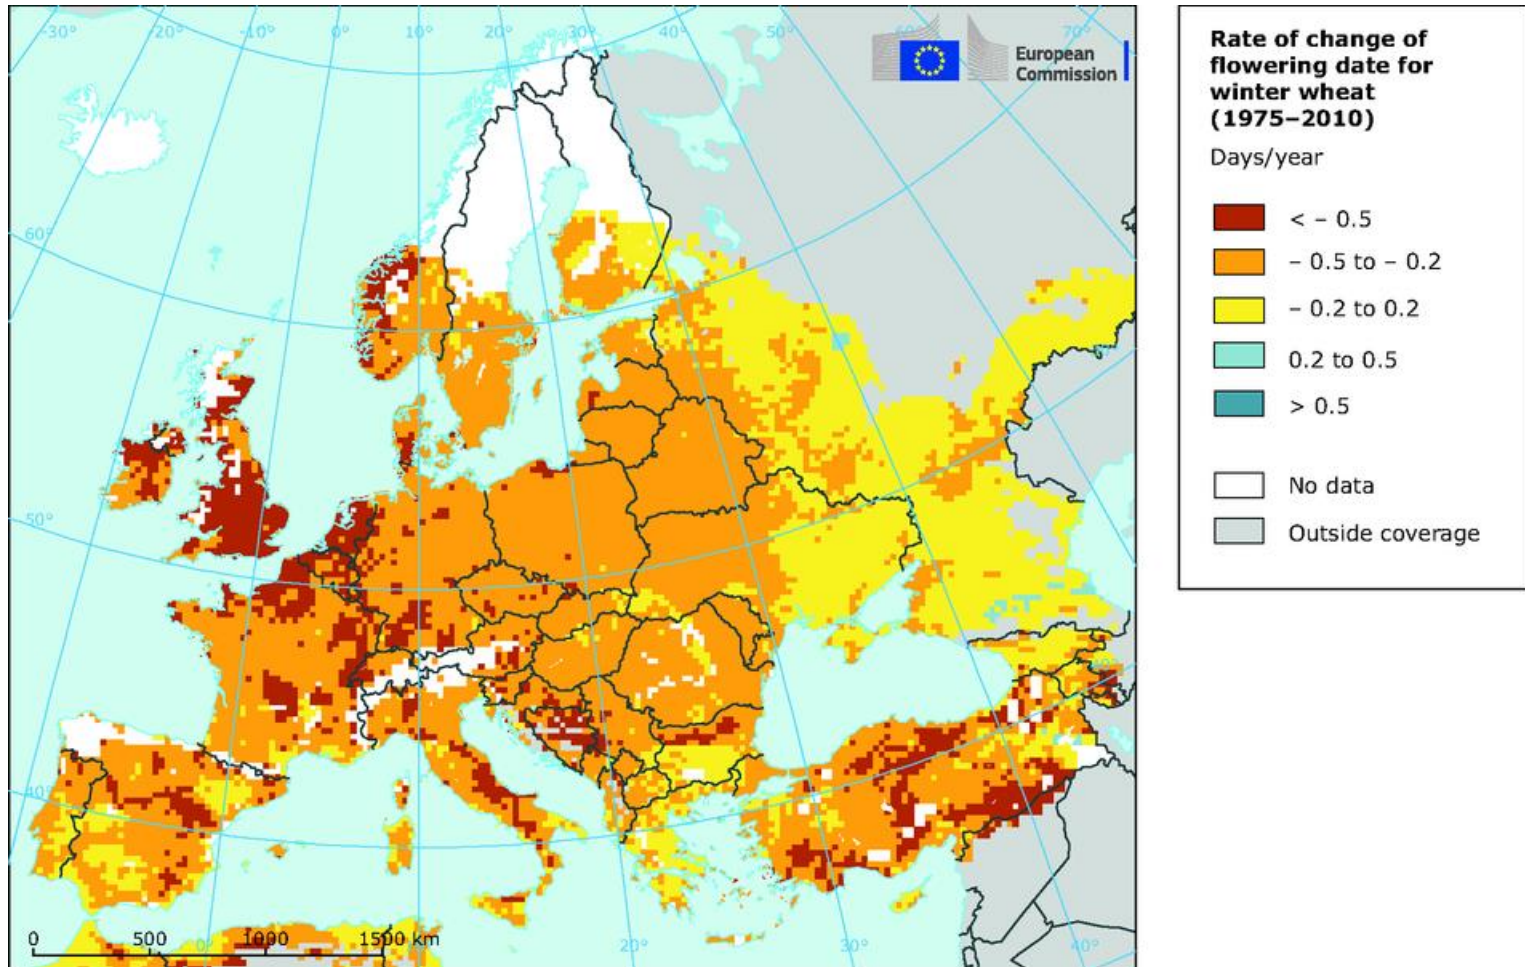 -30°
-20°
-10°
0°
10°
20°
30°
40°
50°
60°
70°
European
Commission
60°
50°
40°
40°
0
500
1000
1500 km
0°
20°
30°
40°
Rate of change of
flowering date for
winter wheat
(1975–2010)
Days/year
< – 0.5
– 0.5 to – 0.2
– 0.2 to 0.2
0.2 to 0.5
> 0.5
No data
Outside coverage